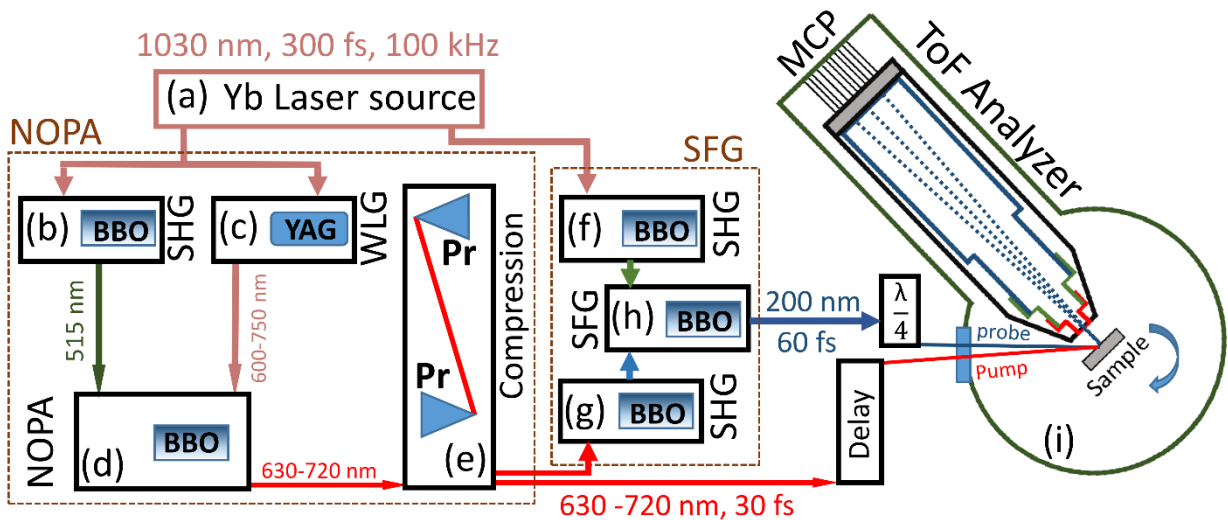 1030 nm, 300 fs, 100 kHz
(a) Yb Laser source
NOPA
(b)
BBO
SHG
(c)
YAG
WLG
515 nm
600-750 nm
NOPA
(d)
BBO
630-720 nm
Pr
Pr
(e)
Compression
SFG
(f)
BBO
SHG
SFG
(h)
BBO
(g)
BBO
SHG
200 nm
60 fs
630 -720 nm, 30 fs
λ
4
Delay
MCP
ToF Analyzer
probe
Pump
Sample
(i)